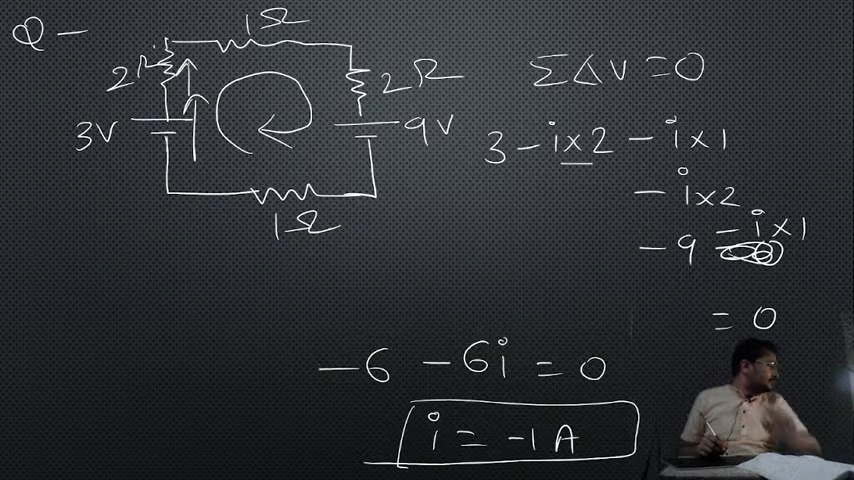 Q -
1Ω
2Ω
2Ω
3V
9V
1Ω
ΣΔV = 0
3 - i×2 - i×1
- i×2
- 9 - i×1
= 0
-6 -6i = 0
i = -1A